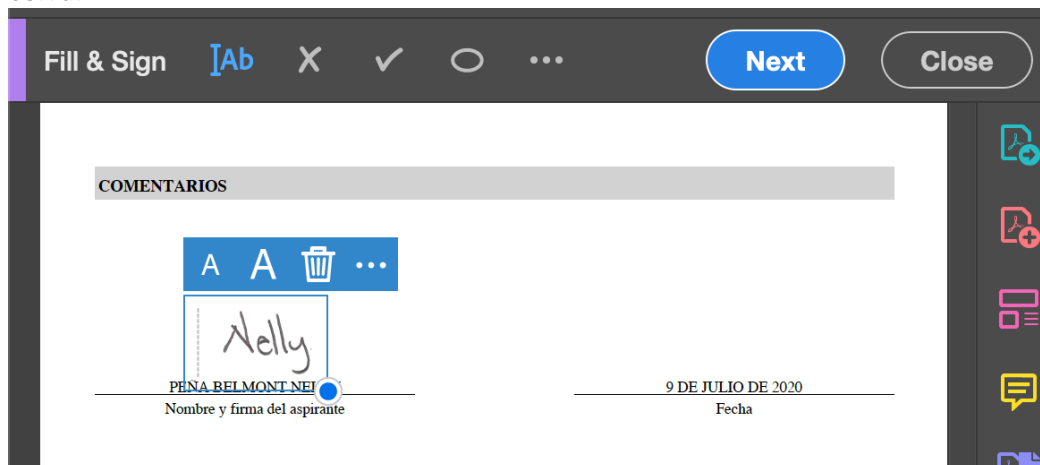 Fill & Sign Ab Next Close
COMENTARIOS
A A
Nelly
PEÑA BELMONT
9 DE JULIO DE 2020
Nombre y firma del aspirante
Fecha